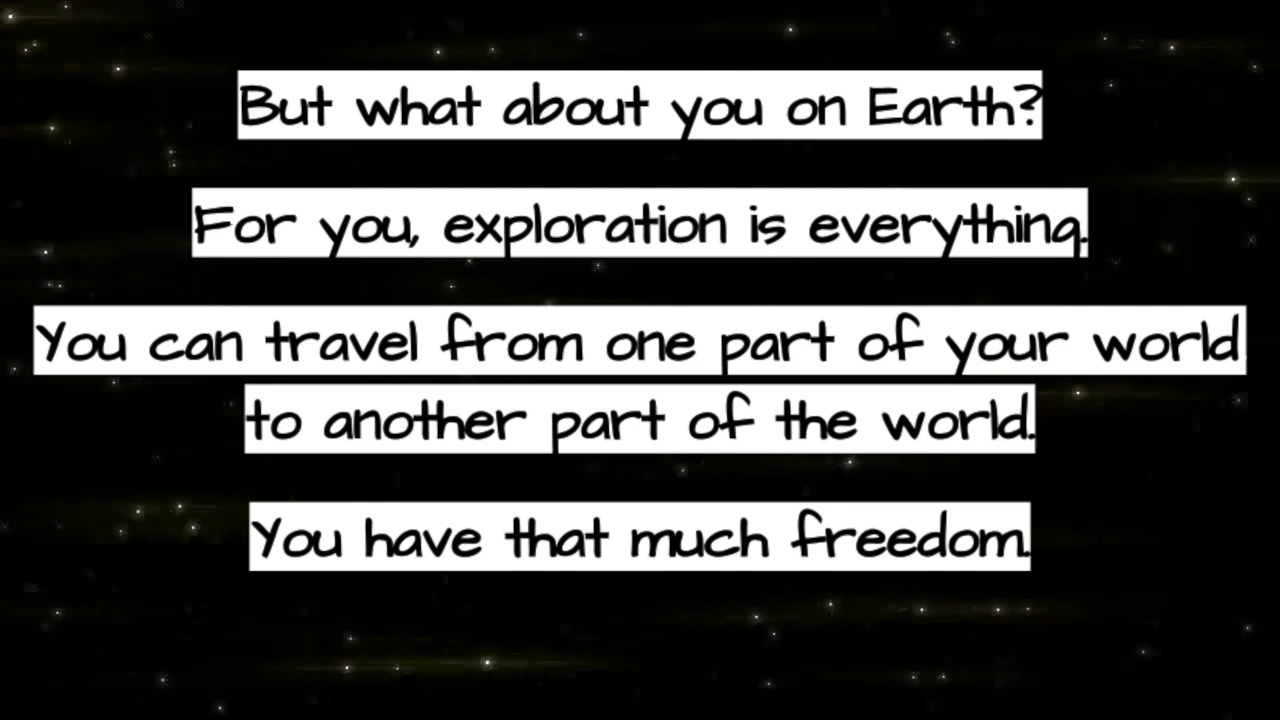 But what about you on Earth?
For you, exploration is everything.
You can travel from one part of your world
to another part of the world.
You have that much freedom.